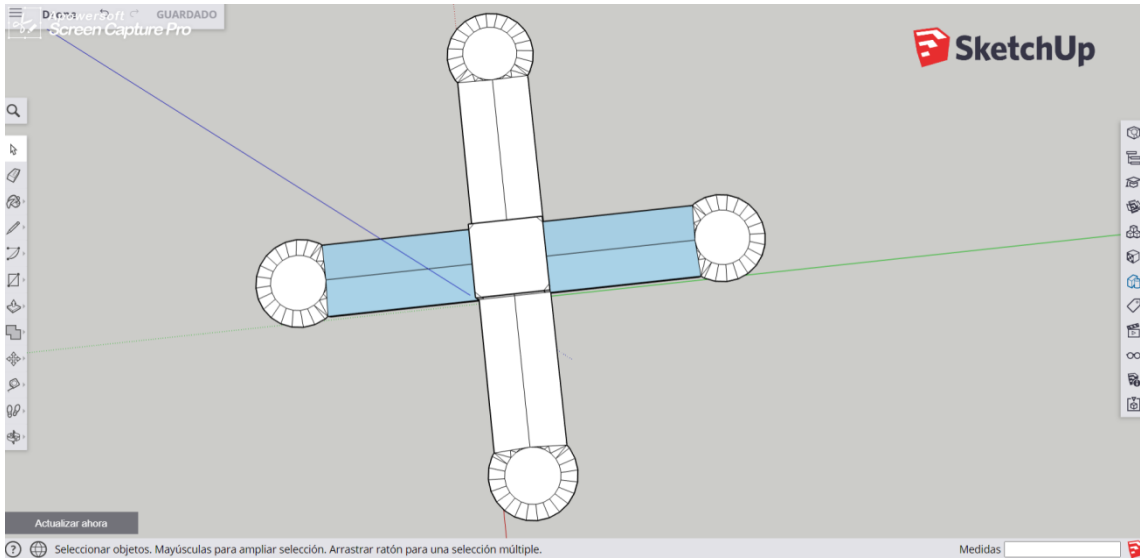 GUARDADO
Apowersoft
Screen Capture Pro
SketchUp
Actualizar ahora
Seleccionar objetos. Mayúsculas para ampliar selección. Arrastrar ratón para una selección múltiple.
Medidas